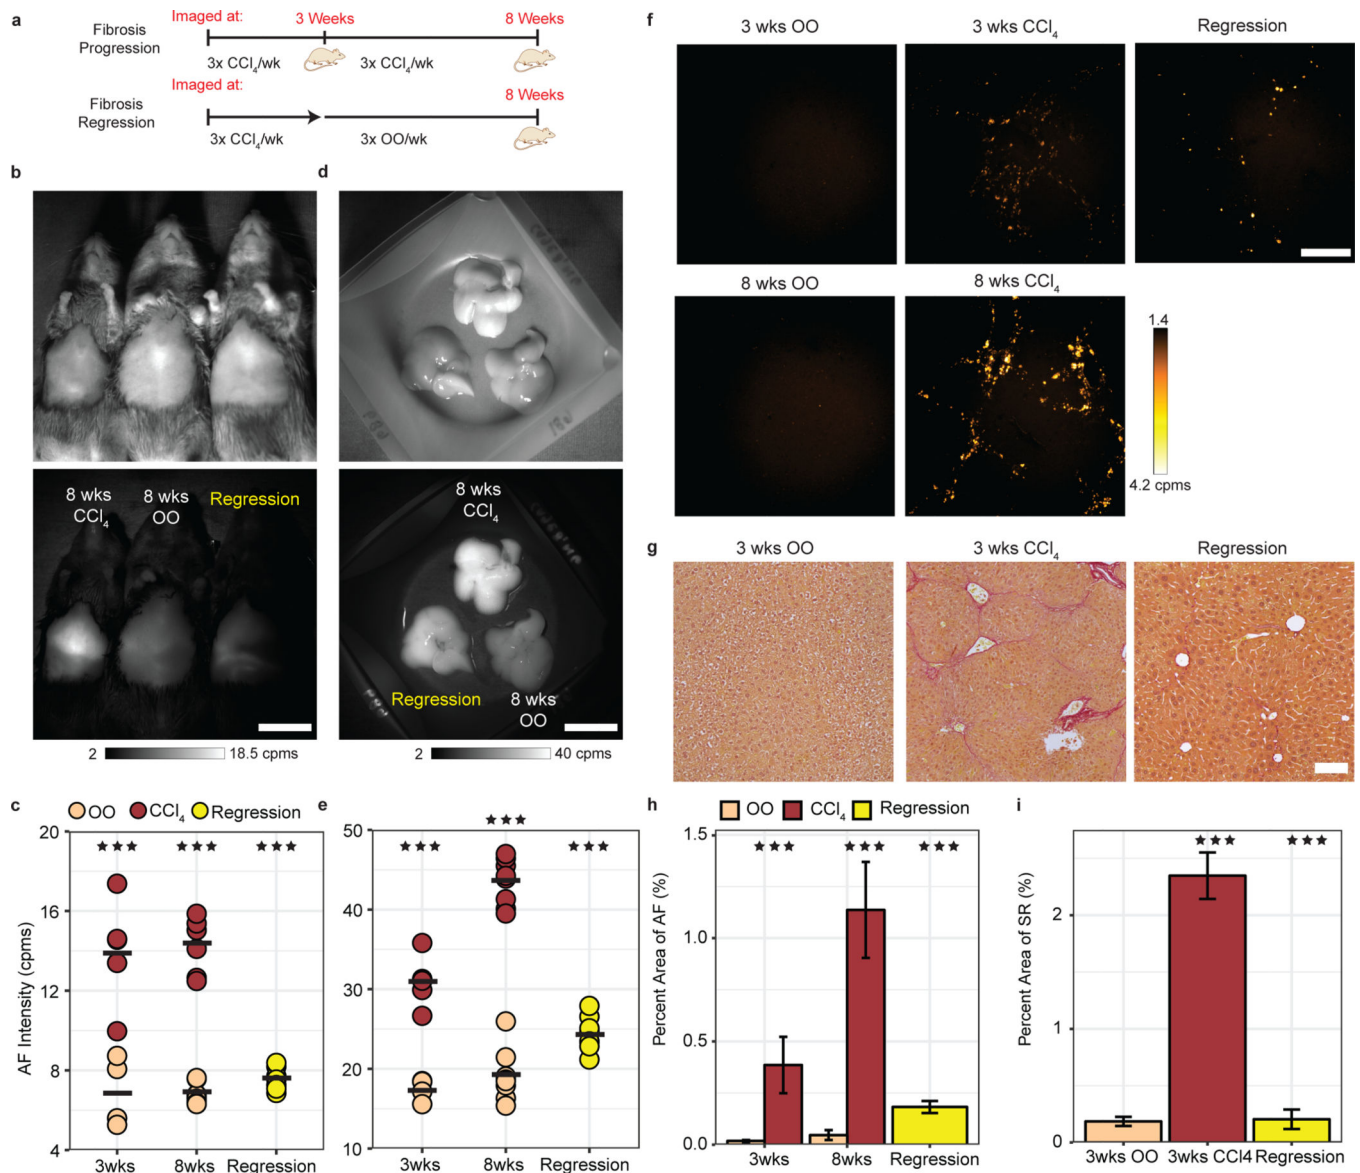 a
Imaged at:
3 Weeks
8 Weeks
Fibrosis
Progression
3x CCl₄/wk
3x CCl₄/wk
Imaged at:
8 Weeks
Fibrosis
Regression
3x CCl₄/wk
3x OO/wk
b
8 wks
CCl₄
8 wks
OO
Regression
2
18.5 cpms
d
8 wks
CCl₄
Regression
8 wks
OO
2
40 cpms
c
OO
CCl₄
Regression
AF Intensity (cpms)
20
16
12
8
4
★★★
★★★
★★★
3wks
8wks
Regression
e
50
40
30
20
10
★★★
★★★
★★★
3wks
8wks
Regression
f
3 wks OO
3 wks CCl₄
Regression
8 wks OO
8 wks CCl₄
1.4
4.2 cpms
g
3 wks OO
3 wks CCl₄
Regression
h
OO
CCl₄
Regression
Percent Area of AF (%)
1.5
1.0
0.5
0.0
★★★
★★★
★★★
3wks
8wks
Regression
i
Percent Area of SR (%)
2
1
0
★★★
★★★
3wks OO
3wks CCl4
Regression